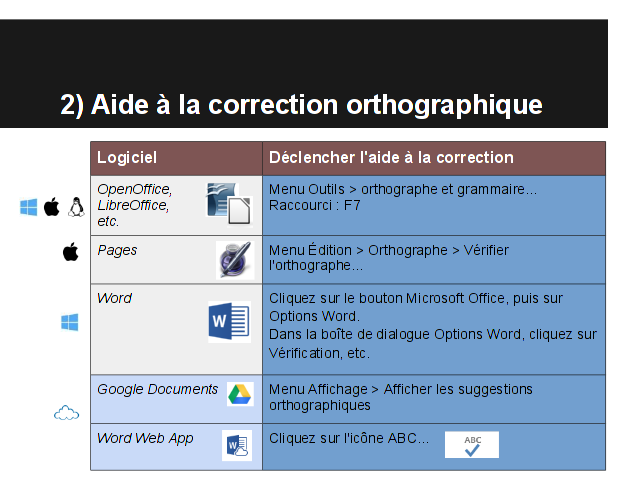 2) Aide à la correction orthographique
Logiciel
Déclencher l'aide à la correction
OpenOffice,
LibreOffice,
etc.
Menu Outils > orthographe et grammaire...
Raccourci : F7
Pages
Menu Édition > Orthographe > Vérifier
l'orthographe...
Word
W
Cliquez sur le bouton Microsoft Office, puis sur
Options Word.
Dans la boîte de dialogue Options Word, cliquez sur
Vérification, etc.
Google Documents
Menu Affichage > Afficher les suggestions
orthographiques
Word Web App
W
Cliquez sur l'icône ABC...
ABC